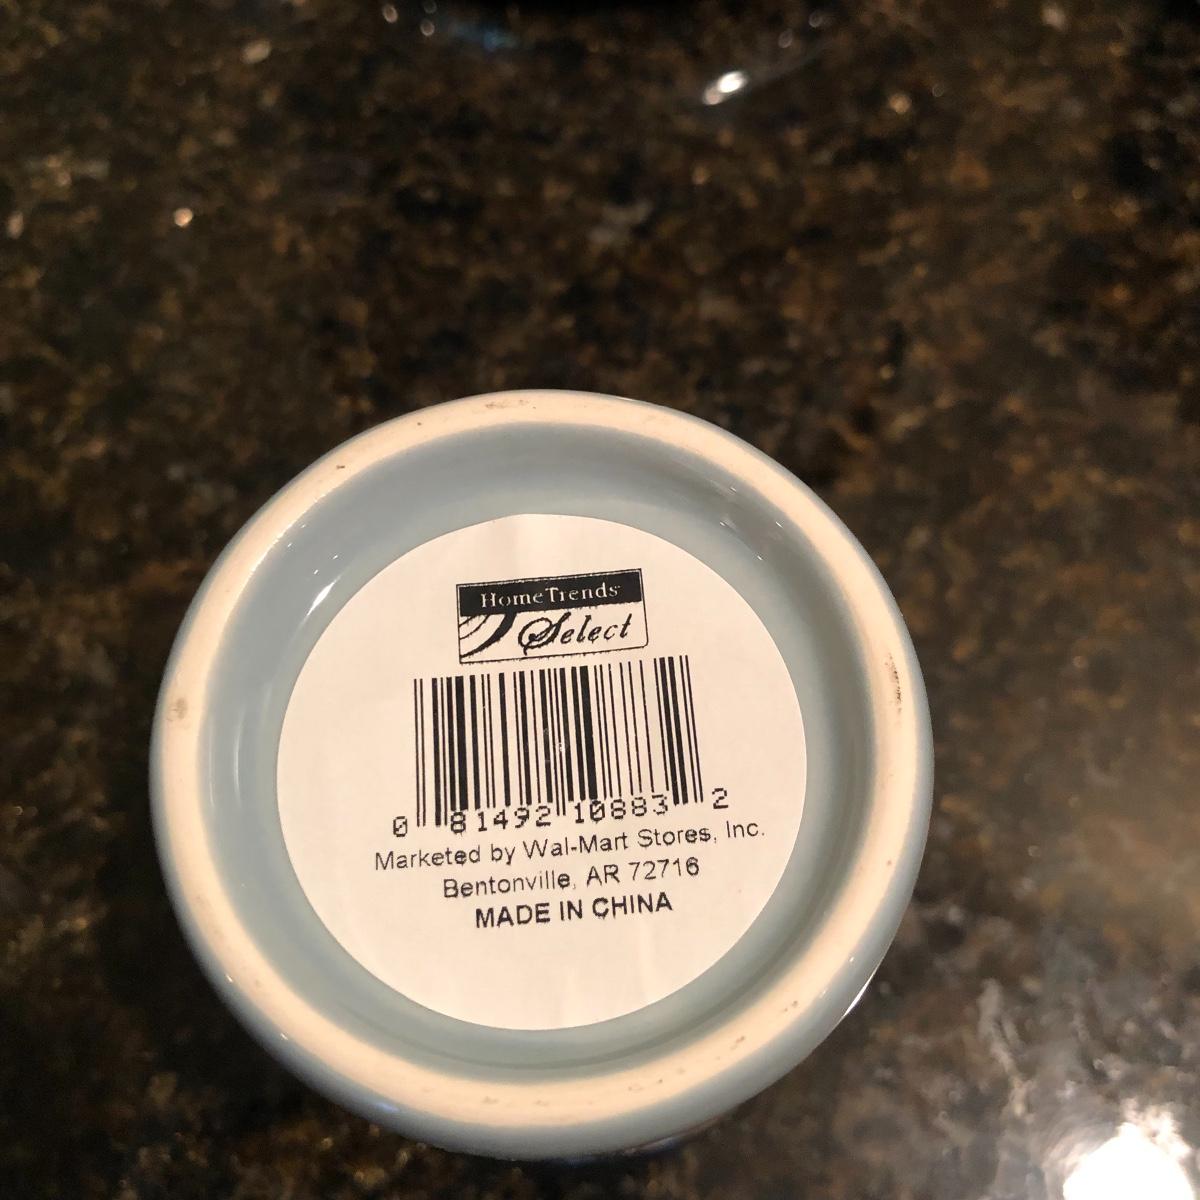 HomeTrends
Select
0 81492 10883 2
Marketed by Wal-Mart Stores, Inc.
Bentonville, AR 72716
MADE IN CHINA